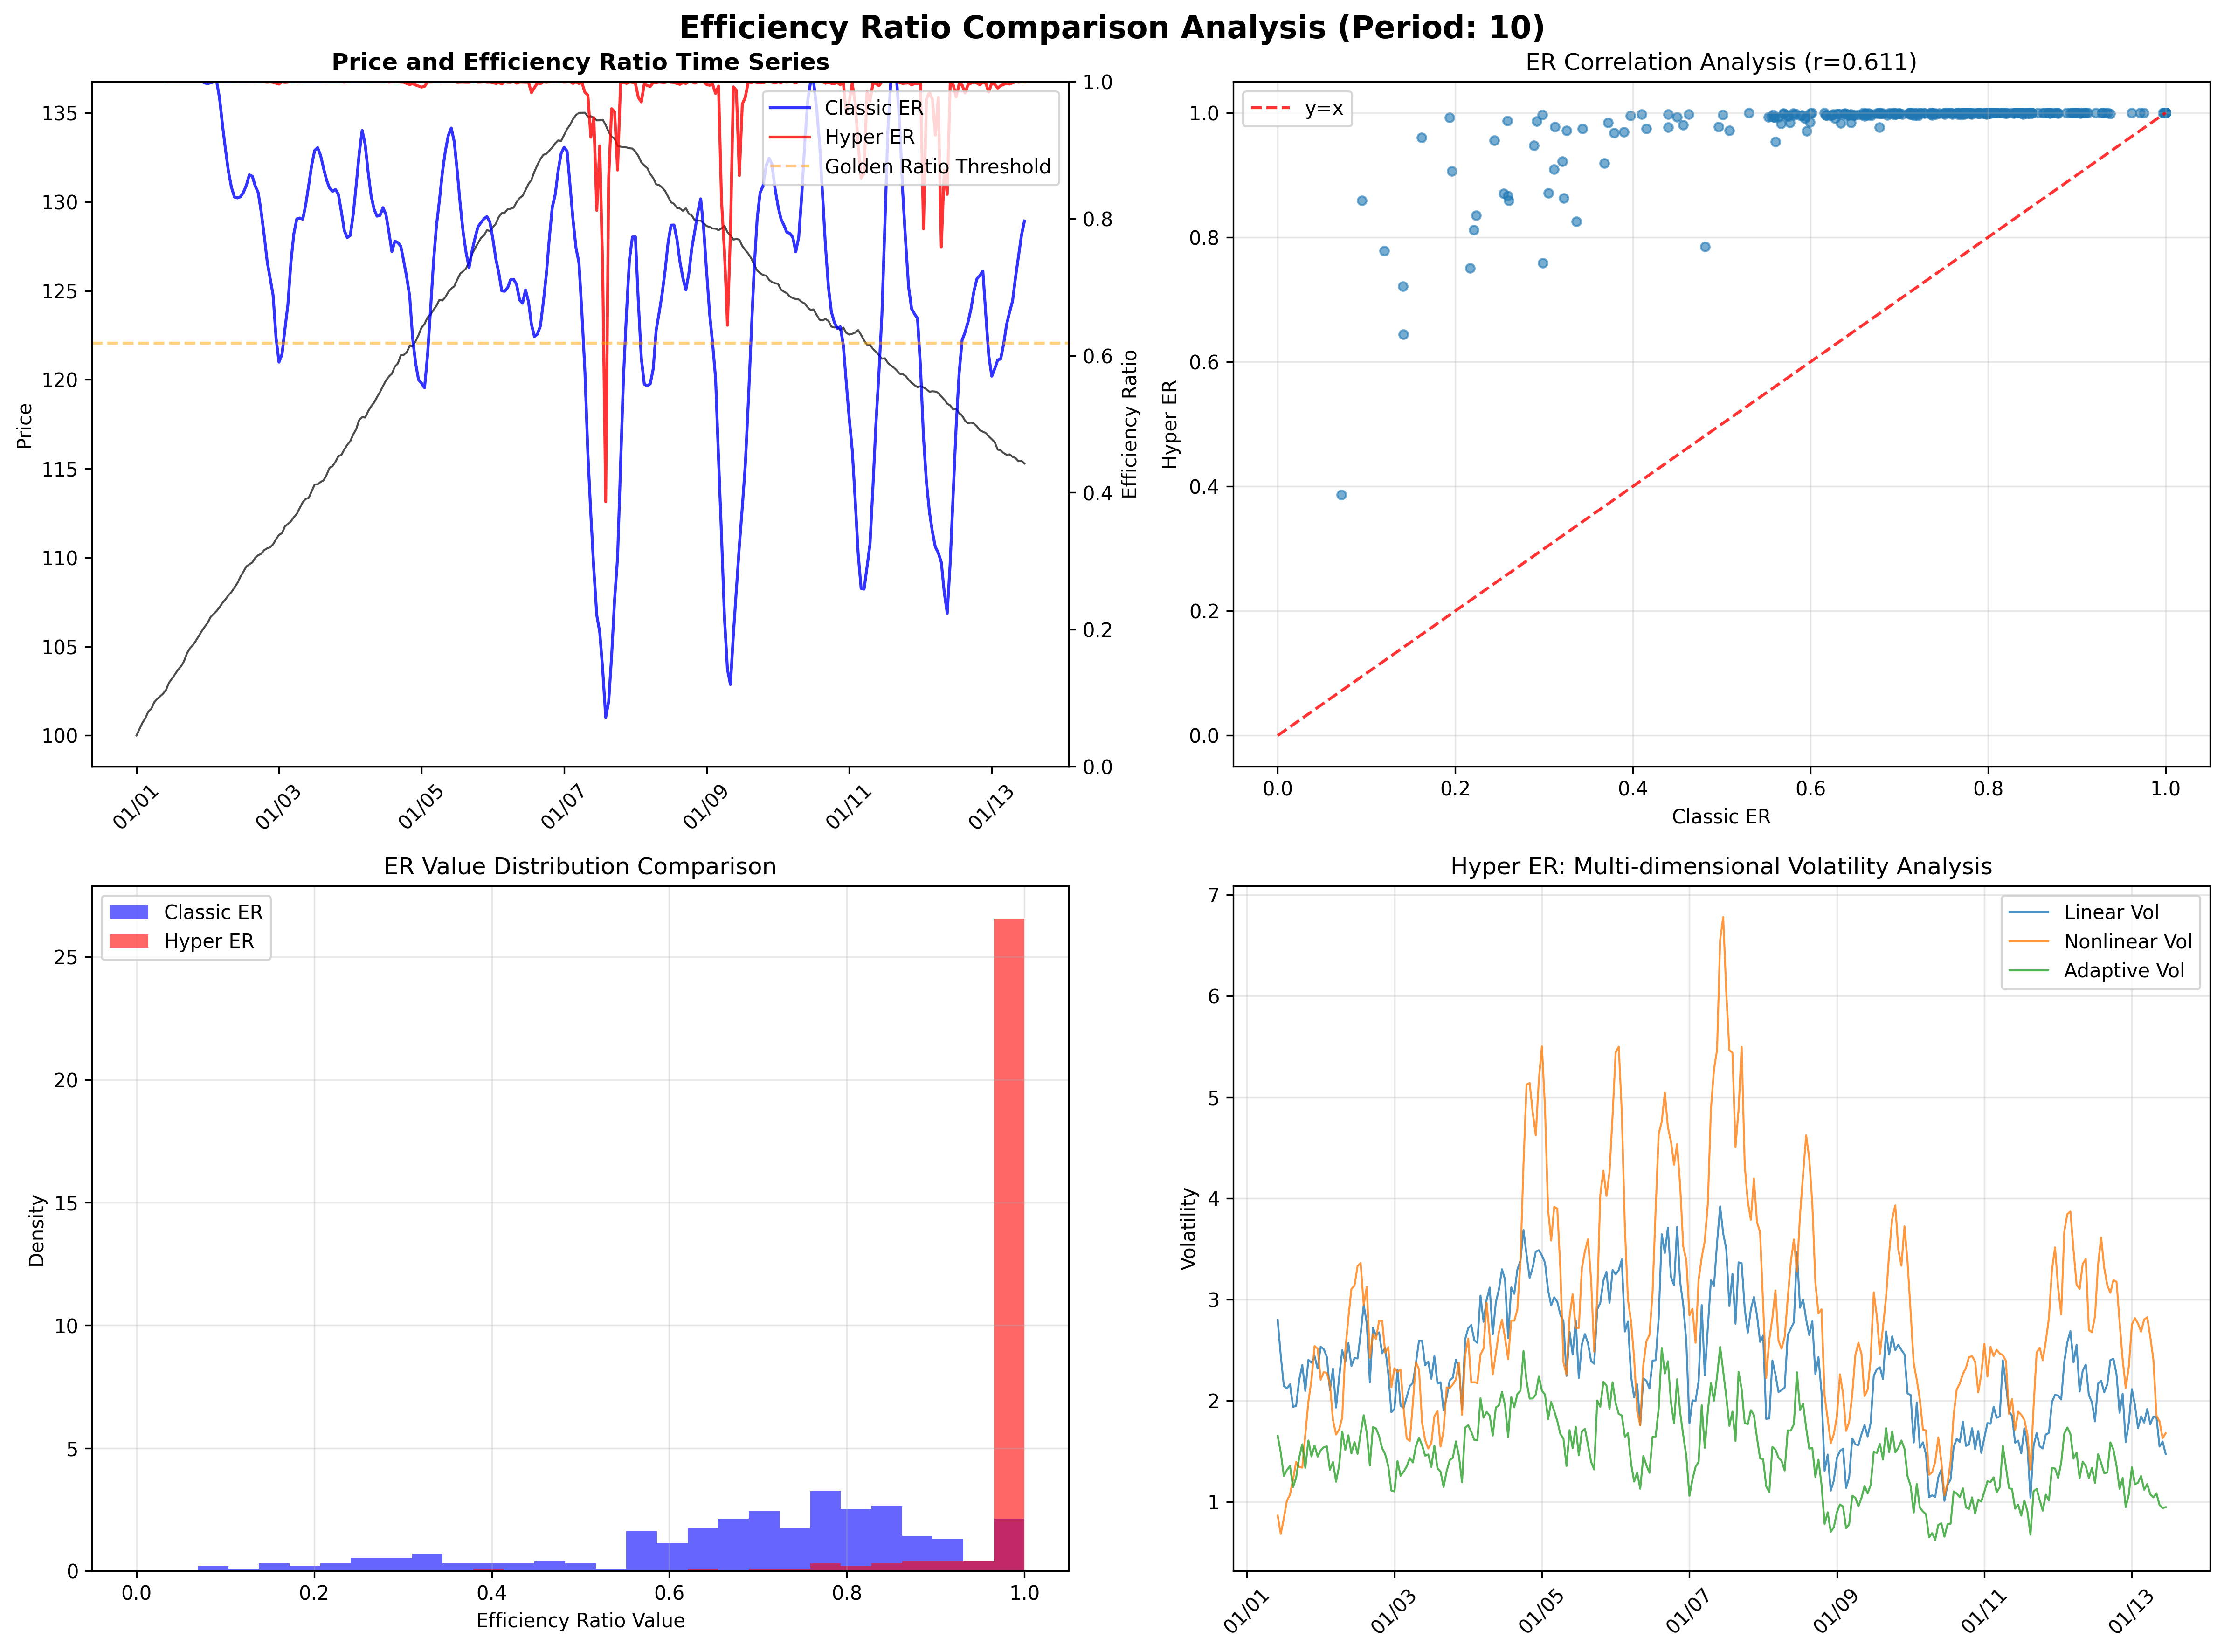 Efficiency Ratio Comparison Analysis (Period: 10)
Price and Efficiency Ratio Time Series
Classic ER
Hyper ER
Golden Ratio Threshold
Price
135
130
125
120
115
110
105
100
1.0
0.8
0.6
0.4
0.2
0.0
Efficiency Ratio
01/01
01/03
01/05
01/07
01/09
01/11
01/13
ER Correlation Analysis (r=0.611)
y=x
Hyper ER
1.0
0.8
0.6
0.4
0.2
0.0
0.0
0.2
0.4
0.6
0.8
1.0
Classic ER
ER Value Distribution Comparison
Classic ER
Hyper ER
Density
25
20
15
10
5
0
0.0
0.2
0.4
0.6
0.8
1.0
Efficiency Ratio Value
Hyper ER: Multi-dimensional Volatility Analysis
Linear Vol
Nonlinear Vol
Adaptive Vol
Volatility
7
6
5
4
3
2
1
01/01
01/03
01/05
01/07
01/09
01/11
01/13